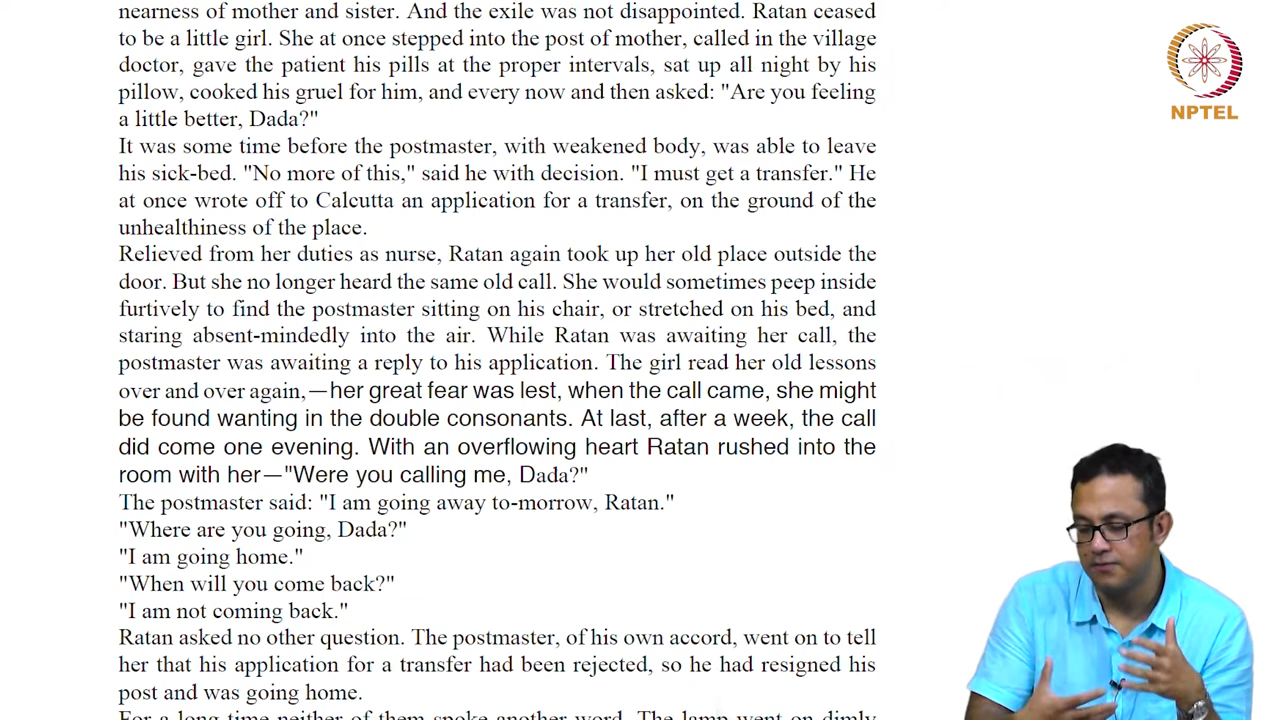 nearness of mother and sister. And the exile was not disappointed. Ratan ceased
to be a little girl. She at once stepped into the post of mother, called in the village
doctor, gave the patient his pills at the proper intervals, sat up all night by his
pillow, cooked his gruel for him, and every now and then asked: "Are you feeling
a little better, Dada?"
It was some time before the postmaster, with weakened body, was able to leave
his sick-bed. "No more of this," said he with decision. "I must get a transfer." He
at once wrote off to Calcutta an application for a transfer, on the ground of the
unhealthiness of the place.
Relieved from her duties as nurse, Ratan again took up her old place outside the
door. But she no longer heard the same old call. She would sometimes peep inside
furtively to find the postmaster sitting on his chair, or stretched on his bed, and
staring absent-mindedly into the air. While Ratan was awaiting her call, the
postmaster was awaiting a reply to his application. The girl read her old lessons
over and over again,—her great fear was lest, when the call came, she might
be found wanting in the double consonants. At last, after a week, the call
did come one evening. With an overflowing heart Ratan rushed into the
room with her—"Were you calling me, Dada?"
The postmaster said: "I am going away to-morrow, Ratan."
"Where are you going, Dada?"
"I am going home."
"When will you come back?"
"I am not coming back."
Ratan asked no other question. The postmaster, of his own accord, went on to tell
her that his application for a transfer had been rejected, so he had resigned his
post and was going home.
For a long time neither of them spoke another word. The lamp went on dimly
NPTEL